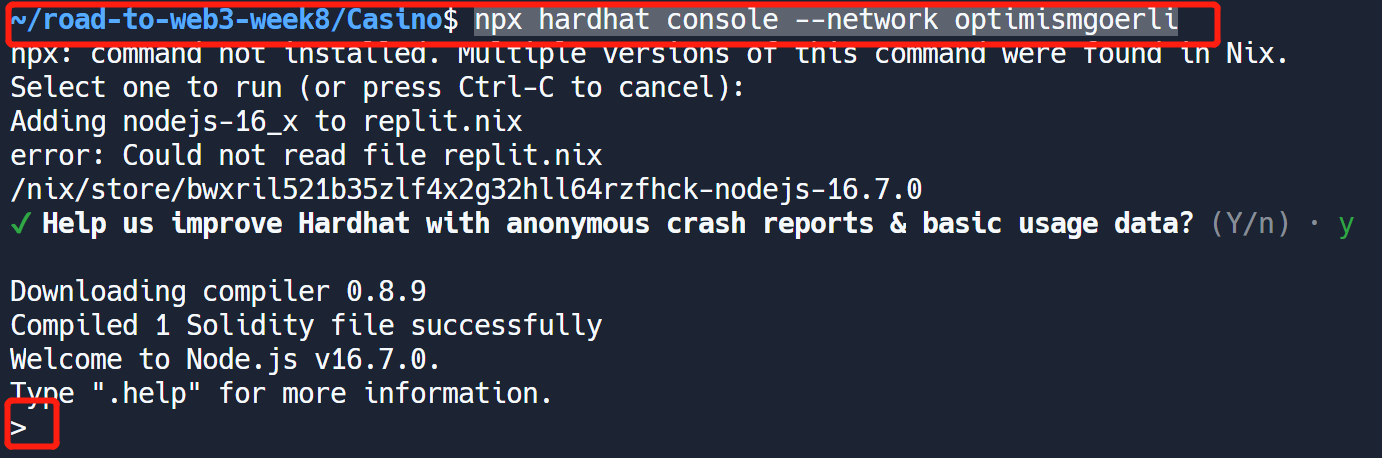 ~/road-to-web3-week8/Casino$ npx hardhat console --network optimismgoerli
npx: command not installed. Multiple versions of this command were found in Nix.
Select one to run (or press Ctrl-C to cancel):
Adding nodejs-16_x to replit.nix
error: Could not read file replit.nix
/nix/store/bwxril521b35zlf4x2g32hll64rzfhck-nodejs-16.7.0
✓ Help us improve Hardhat with anonymous crash reports & basic usage data? (Y/n) · y
Downloading compiler 0.8.9
Compiled 1 Solidity file successfully
Welcome to Node.js v16.7.0.
Type ".help" for more information.
>